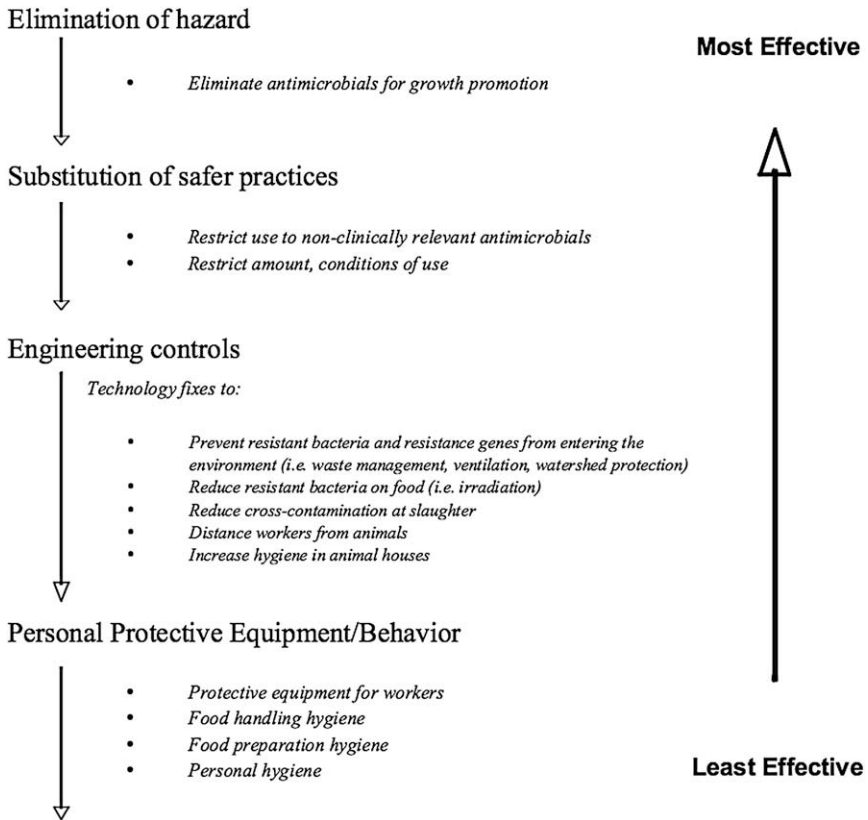 Elimination of hazard
Most Effective
• Eliminate antimicrobials for growth promotion
Substitution of safer practices
• Restrict use to non-clinically relevant antimicrobials
• Restrict amount, conditions of use
Engineering controls
Technology fixes to:
• Prevent resistant bacteria and resistance genes from entering the
environment (i.e. waste management, ventilation, watershed protection)
• Reduce resistant bacteria on food (i.e. irradiation)
• Reduce cross-contamination at slaughter
• Distance workers from animals
• Increase hygiene in animal houses
Personal Protective Equipment/Behavior
• Protective equipment for workers
• Food handling hygiene
• Food preparation hygiene
• Personal hygiene
Least Effective